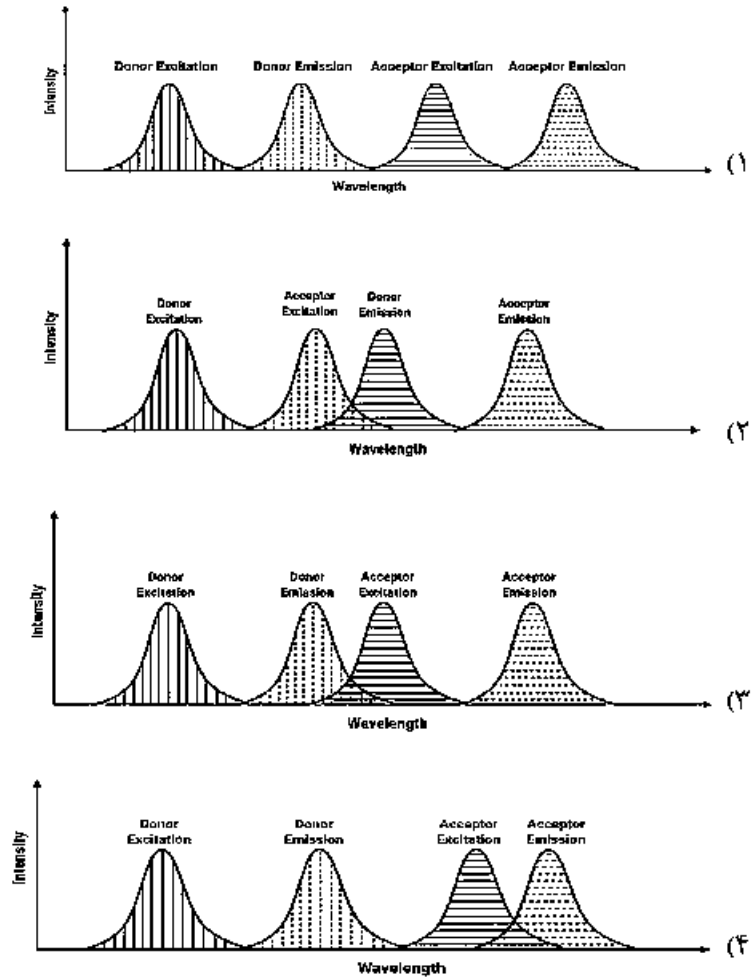 Donor Excitation Donor Emission Acceptor Excitation Acceptor Emission
Intensity
Wavelength
(۱
Donor
Excitation
Acceptor
Excitation
Donor
Emission
Acceptor
Emission
Intensity
Wavelength
(۲
Donor
Excitation
Donor
Emission
Acceptor
Excitation
Acceptor
Emission
Intensity
Wavelength
(۳
Donor
Excitation
Donor
Emission
Acceptor
Excitation
Acceptor
Emission
Intensity
Wavelength
(۴